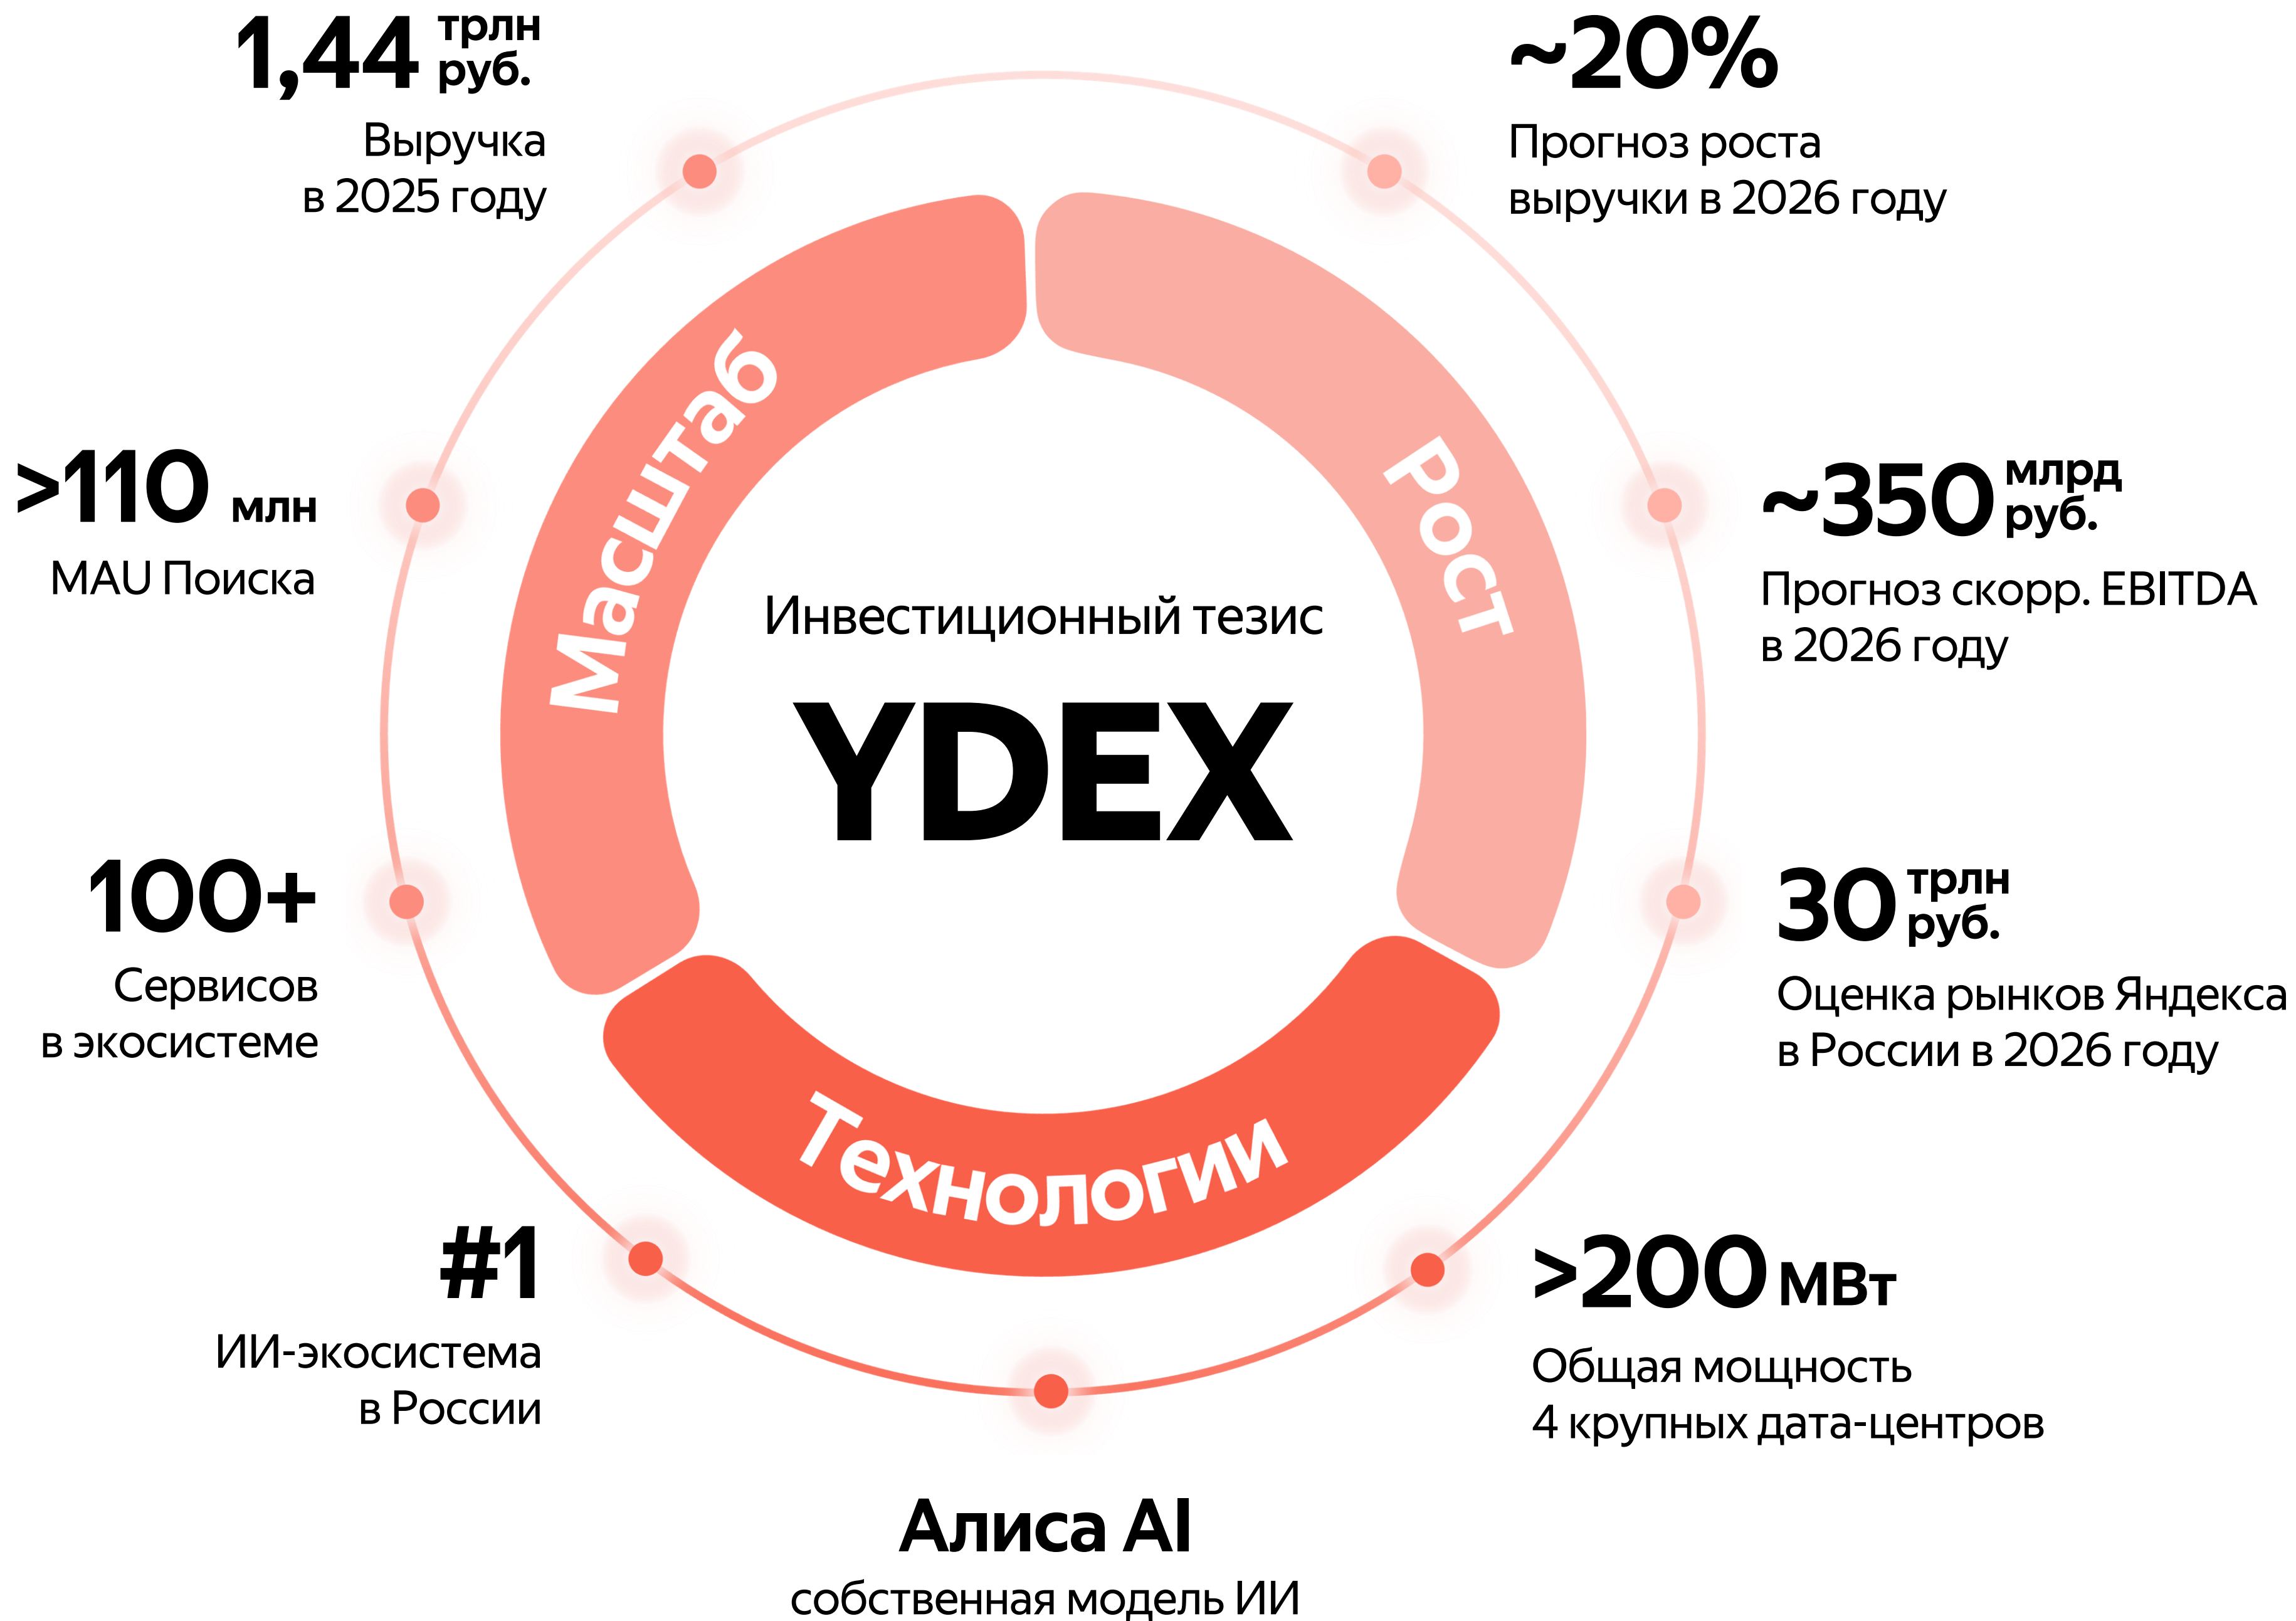 1,44 трлн руб.
Выручка
в 2025 году
>110 млн
MAU Поиска
100+
Сервисов
в экосистеме
#1
ИИ-экосистема
в России
Алиса AI
собственная модель ИИ
>200 МВт
Общая мощность
4 крупных дата-центров
30 трлн руб.
Оценка рынков Яндекса
в России в 2026 году
~350 млрд руб.
Прогноз скорр. EBITDA
в 2026 году
~20%
Прогноз роста
выручки в 2026 году
Масштаб
Рост
Технологии
Инвестиционный тезис
YDEX